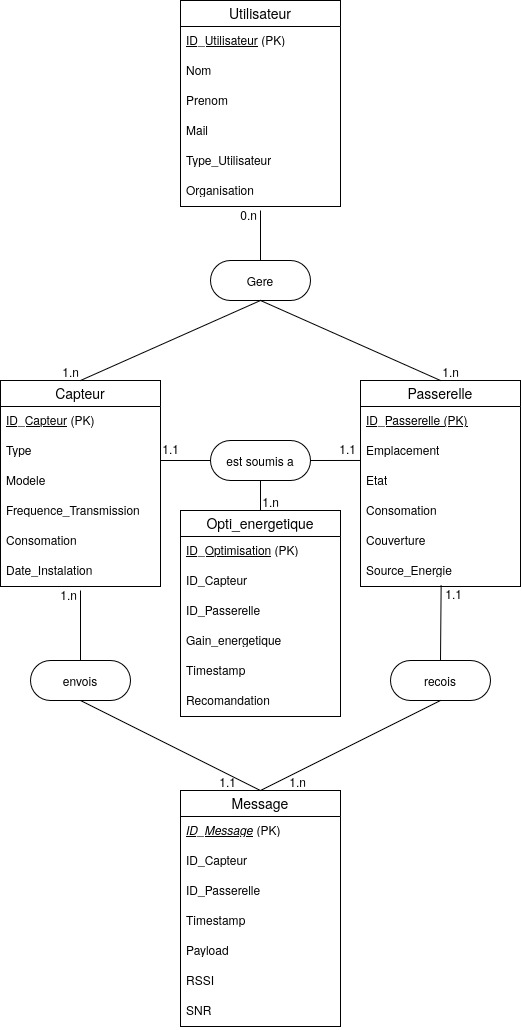 Utilisateur
ID_Utilisateur (PK)
Nom
Prenom
Mail
Type_Utilisateur
Organisation
0.n
Gere
1.n
1.n
Capteur
ID_Capteur (PK)
Type
Modele
Frequence_Transmission
Consomation
Date_Instalation
1.n
Passerelle
ID_Passerelle (PK)
Emplacement
Etat
Consomation
Couverture
Source_Energie
1.1
1.1
est soumis a
1.1
1.n
Opti_energetique
ID_Optimisation (PK)
ID_Capteur
ID_Passerelle
Gain_energetique
Timestamp
Recomandation
envois
recois
1.1
1.n
Message
ID_Message (PK)
ID_Capteur
ID_Passerelle
Timestamp
Payload
RSSI
SNR